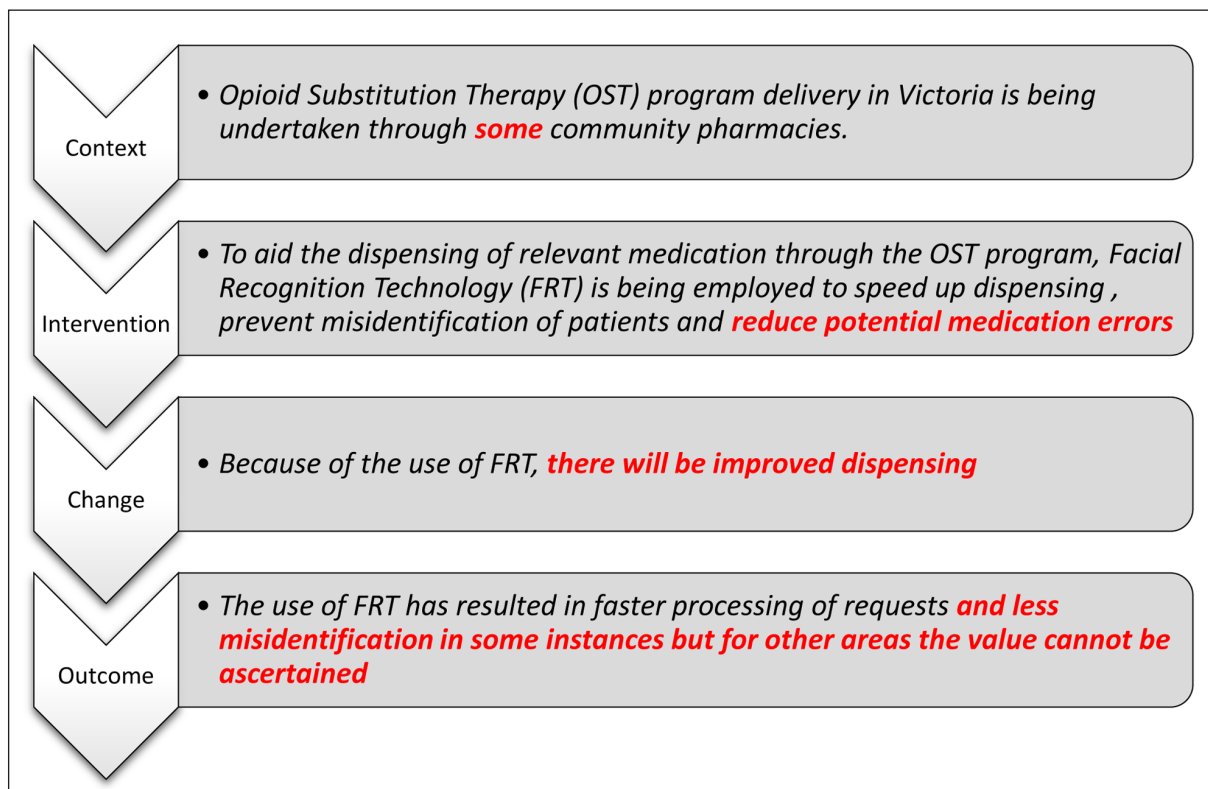 Context
• Opioid Substitution Therapy (OST) program delivery in Victoria is being
undertaken through some community pharmacies.
Intervention
• To aid the dispensing of relevant medication through the OST program, Facial
Recognition Technology (FRT) is being employed to speed up dispensing ,
prevent misidentification of patients and reduce potential medication errors
Change
• Because of the use of FRT, there will be improved dispensing
Outcome
• The use of FRT has resulted in faster processing of requests and less
misidentification in some instances but for other areas the value cannot be
ascertained